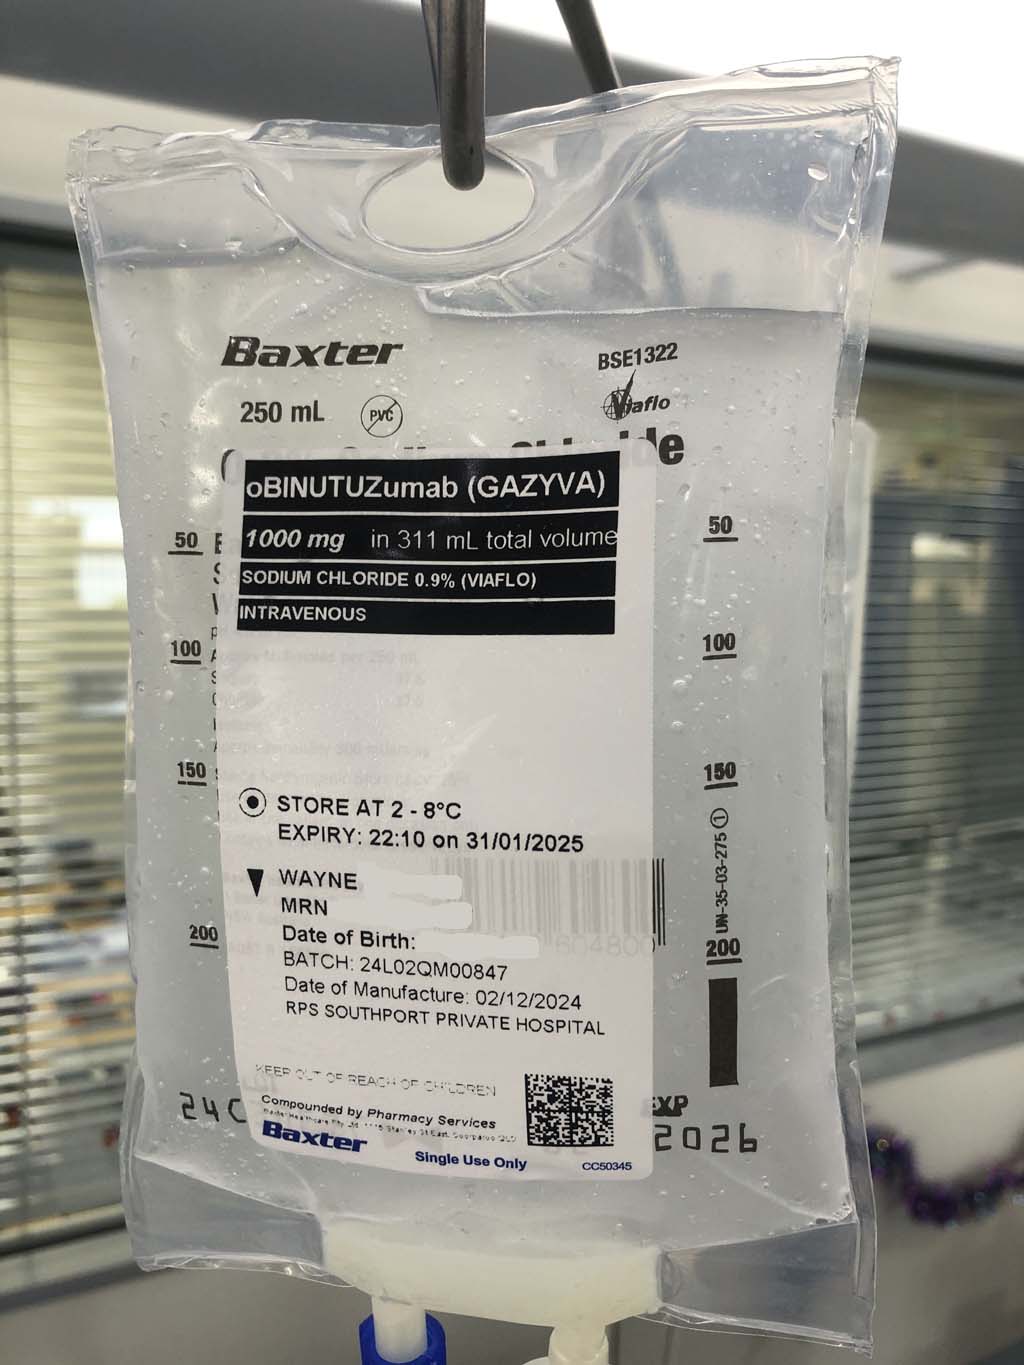 Baxter
BSE1322
250 mL
PVC
Viaflo
oBINUTUZumab (GAZYVA)
1000 mg in 311 mL total volume
SODIUM CHLORIDE 0.9% (VIAFLO)
INTRAVENOUS
50
50
100
100
150
150
200
200
STORE AT 2 - 8°C
EXPIRY: 22:10 on 31/01/2025
WAYNE
MRN
Date of Birth:
BATCH: 24L02QM00847
Date of Manufacture: 02/12/2024
RPS SOUTHPORT PRIVATE HOSPITAL
UN-35-03-275 1
604800
KEEP OUT OF REACH OF CHILDREN
Compounded by Pharmacy Services
Baxter
Single Use Only
CC50345
24C
EXP
2026